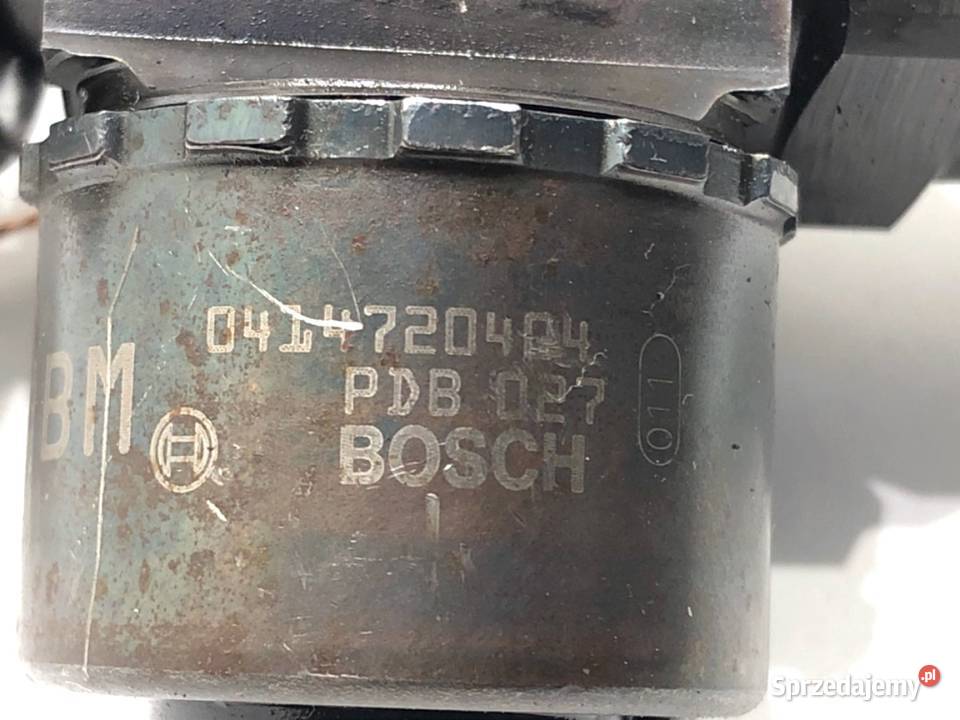 0414720404
PDB 027
BM
BOSCH
011
Sprzedajemy.pl